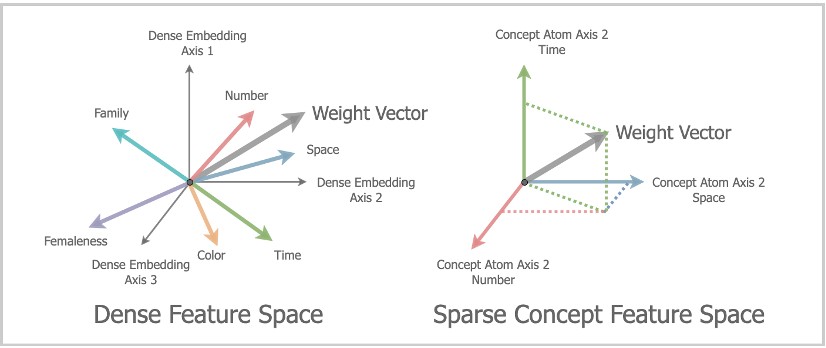 Dense Embedding
Axis 1
Family
Number
Weight Vector
Space
Dense Embedding
Axis 2
Femaleness
Dense Embedding
Axis 3
Color
Time
Dense Feature Space
Concept Atom Axis 2
Time
Weight Vector
Concept Atom Axis 2
Space
Concept Atom Axis 2
Number
Sparse Concept Feature Space